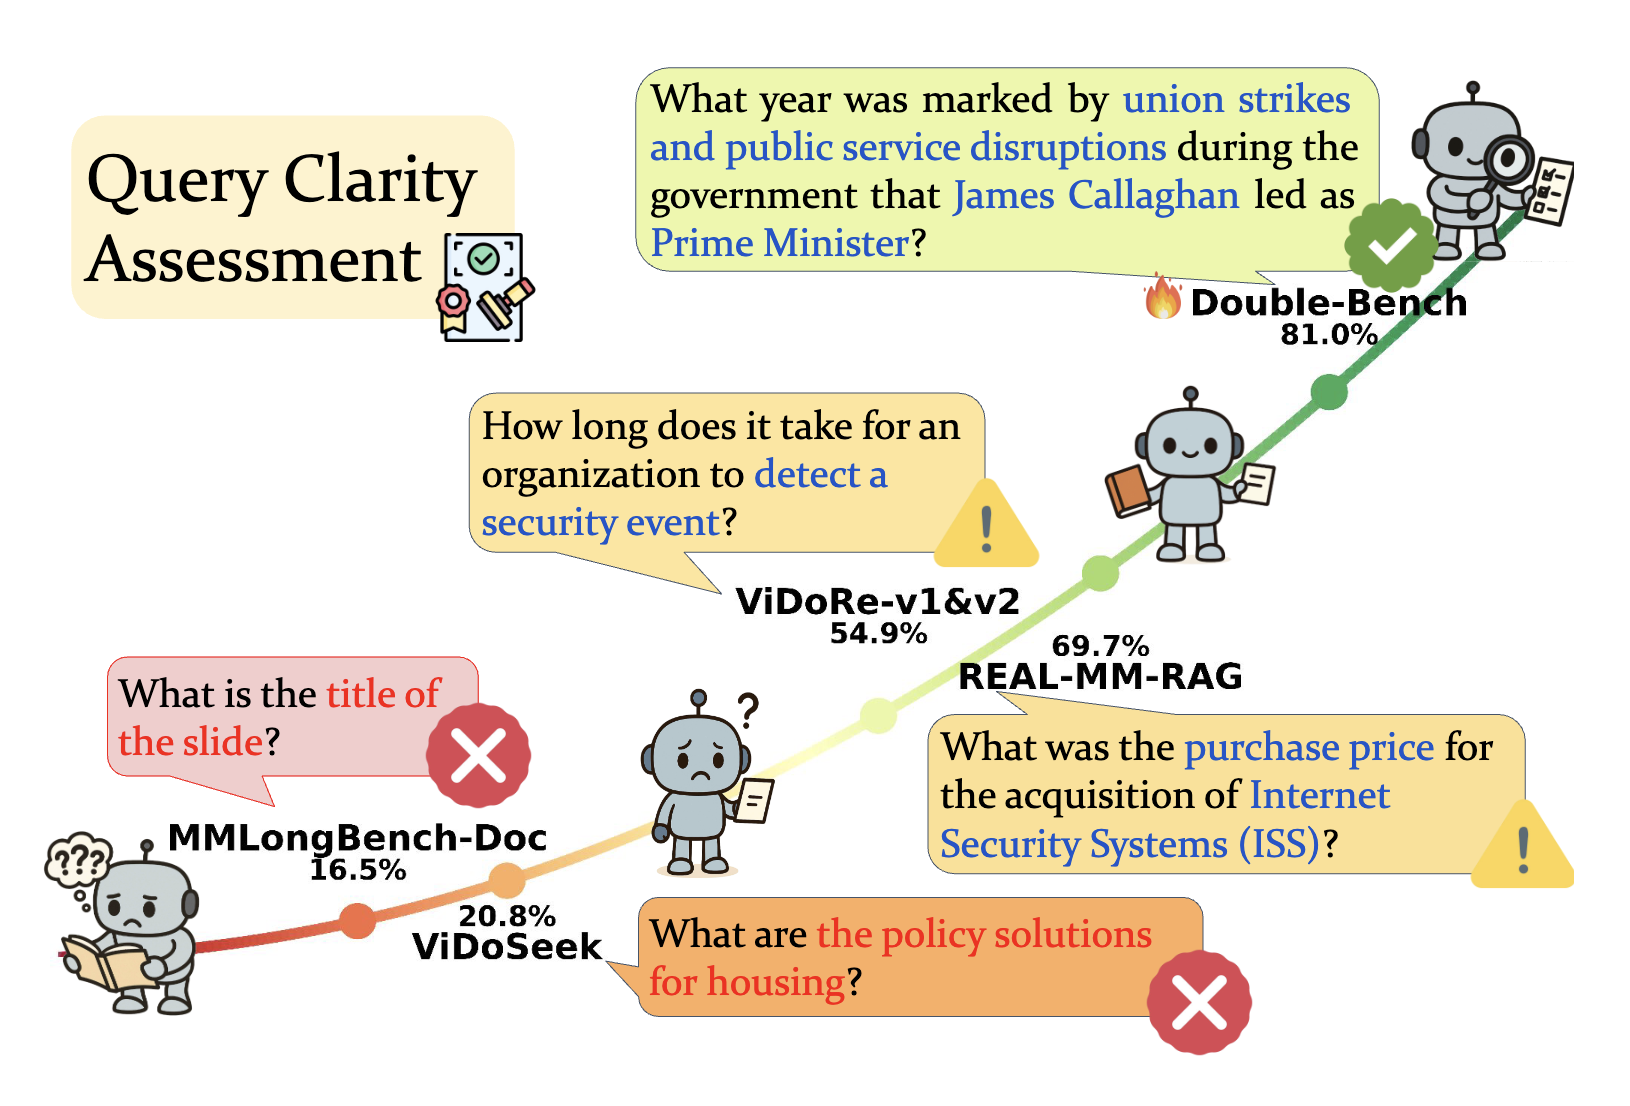 Query Clarity
Assessment
What year was marked by union strikes
and public service disruptions during the
government that James Callaghan led as
Prime Minister?
Double-Bench
81.0%
How long does it take for an
organization to detect a
security event?
ViDoRe-v1&v2
54.9%
69.7%
REAL-MM-RAG
What was the purchase price for
the acquisition of Internet
Security Systems (ISS)?
What is the title of
the slide?
MMLongBench-Doc
16.5%
???
?
20.8%
ViDoSeek
What are the policy solutions
for housing?